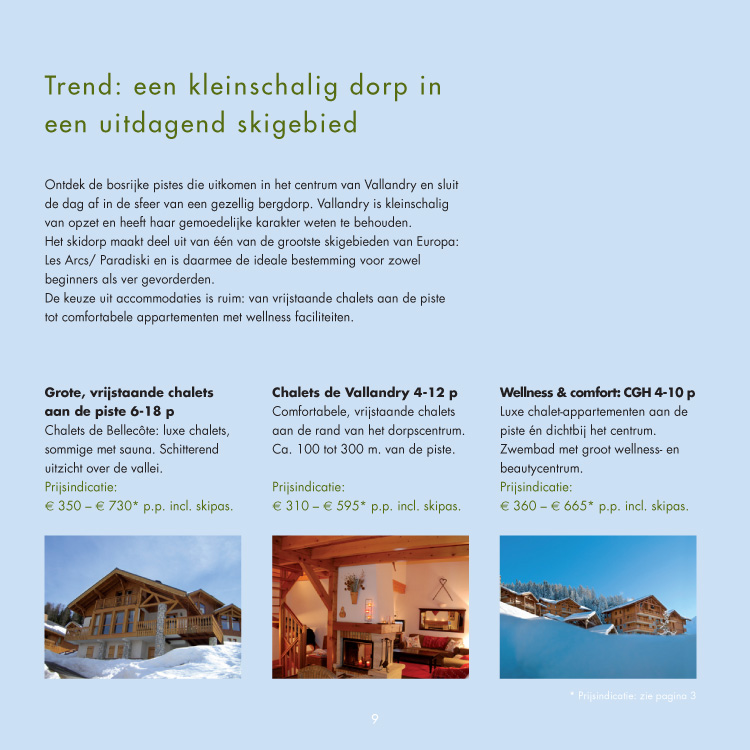 Trend: een kleinschalig dorp in
een uitdagend skigebied
Ontdek de bosrijke pistes die uitkomen in het centrum van Vallandry en sluit
de dag af in de sfeer van een gezellig bergdorp. Vallandry is kleinschalig
van opzet en heeft haar gemoedelijke karakter weten te behouden.
Het skidorp maakt deel uit van één van de grootste skigebieden van Europa:
Les Arcs/ Paradiski en is daarmee de ideale bestemming voor zowel
beginners als ver gevorderden.
De keuze uit accommodaties is ruim: van vrijstaande chalets aan de piste
tot comfortabele appartementen met wellness faciliteiten.
Grote, vrijstaande chalets
aan de piste 6-18 p
Chalets de Bellecôte: luxe chalets,
sommige met sauna. Schitterend
uitzicht over de vallei.
Prijsindicatie:
€ 350 – € 730* p.p. incl. skipas.
Chalets de Vallandry 4-12 p
Comfortabele, vrijstaande chalets
aan de rand van het dorpscentrum.
Ca. 100 tot 300 m. van de piste.
Prijsindicatie:
€ 310 – € 595* p.p. incl. skipas.
Wellness & comfort: CGH 4-10 p
Luxe chalet-appartementen aan de
piste én dichtbij het centrum.
Zwembad met groot wellness- en
beautycentrum.
Prijsindicatie:
€ 360 – € 665* p.p. incl. skipas.
* Prijsindicatie: zie pagina 3
9